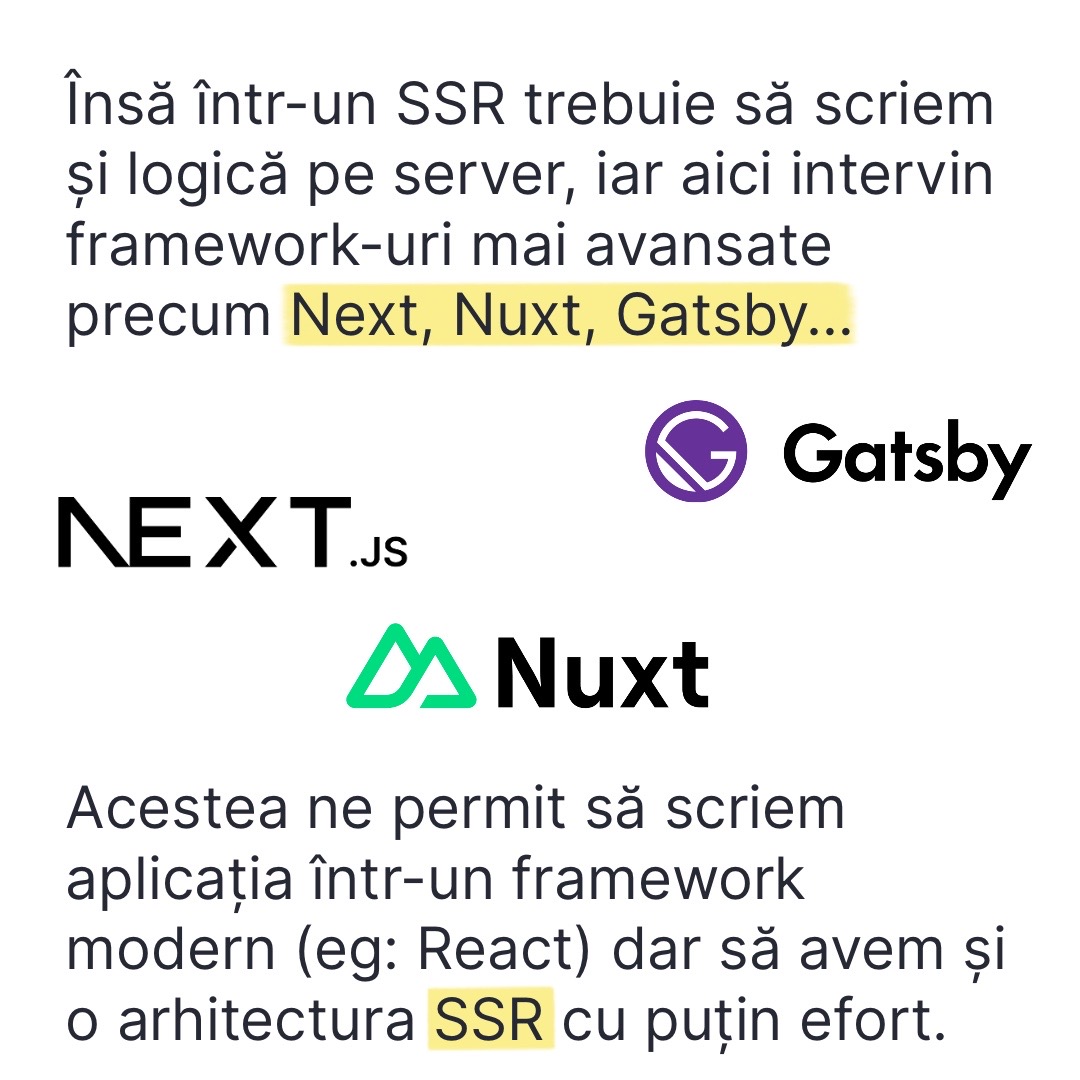 Însă într-un SSR trebuie să scriem
și logică pe server, iar aici intervin
framework-uri mai avansate
precum Next, Nuxt, Gatsby...
Gatsby
NEXT.JS
Nuxt
Acestea ne permit să scriem
aplicația într-un framework
modern (eg: React) dar să avem și
o arhitectura SSR cu puțin efort.